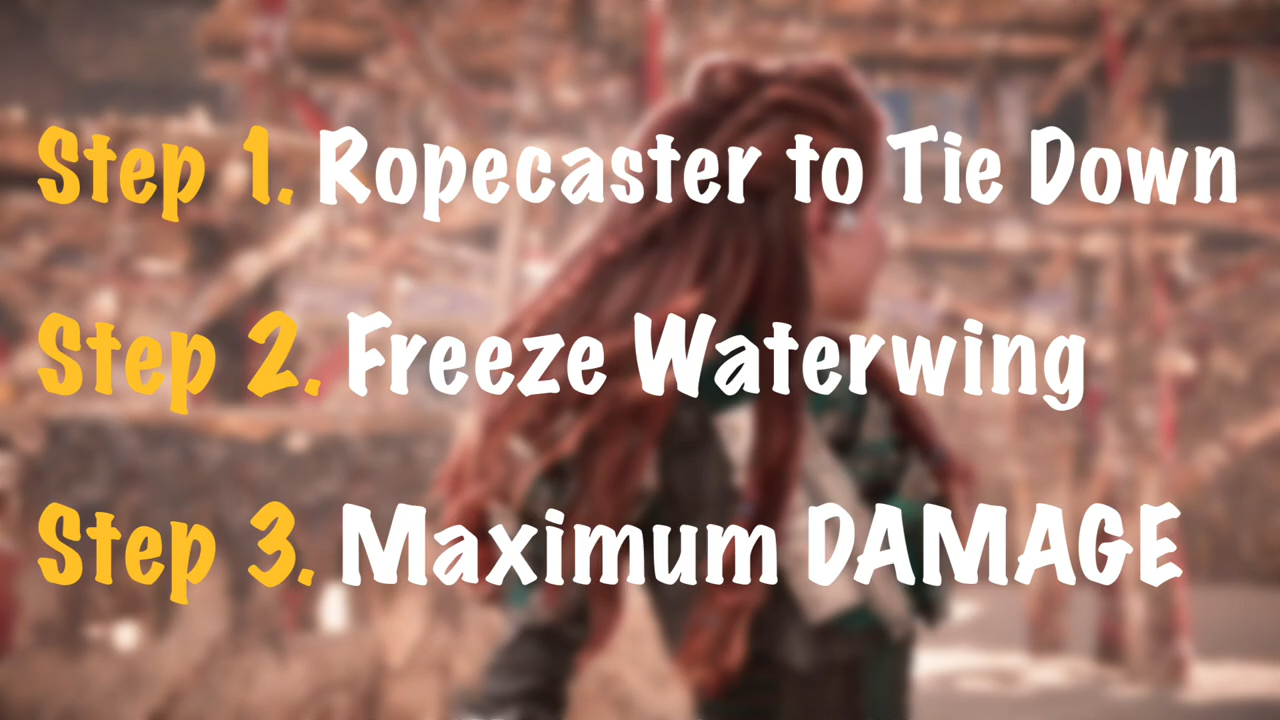 Step 1. Ropecaster to Tie Down
Step 2. Freeze Waterwing
Step 3. Maximum DAMAGE